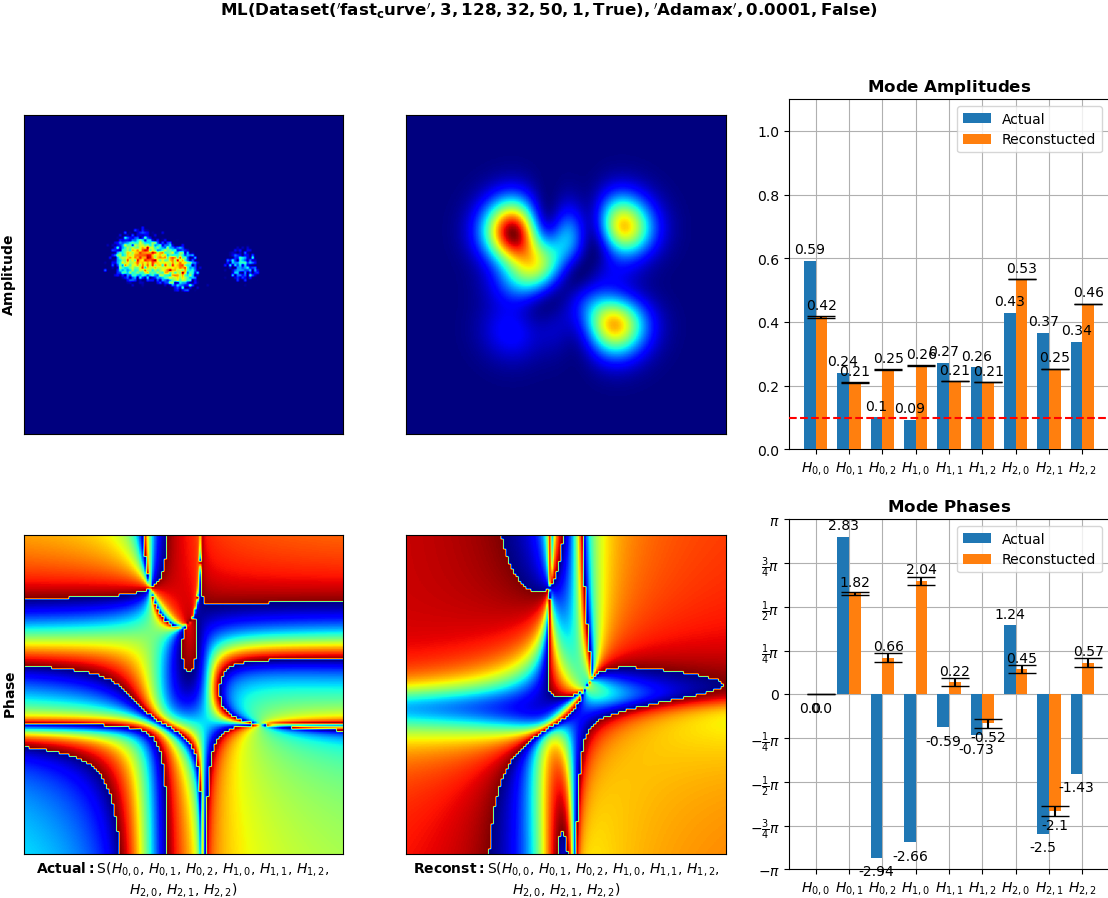 ML(Dataset('fast_curve', 3, 128, 32, 50, 1, True), 'Adamax', 0.0001, False)
Amplitude
Mode Amplitudes
Actual
Reconstucted
1.0
0.8
0.6
0.4
0.2
0.0
0.59
0.42
0.24
0.21
0.1
0.25
0.09
0.26
0.27
0.21
0.26
0.21
0.43
0.53
0.37
0.25
0.34
0.46
H0,0 H0,1 H0,2 H1,0 H1,1 H1,2 H2,0 H2,1 H2,2
Phase
Actual: S(H0,0, H0,1, H0,2, H1,0, H1,1, H1,2,
H2,0, H2,1, H2,2)
Reconst: S(H0,0, H0,1, H0,2, H1,0, H1,1, H1,2,
H2,0, H2,1, H2,2)
Mode Phases
Actual
Reconstucted
π
3/4π
1/2π
1/4π
0
−1/4π
−1/2π
−3/4π
−π
0.0
0.0
2.83
1.82
-2.94
0.66
-2.66
2.04
-0.59
0.22
-0.73
-0.52
1.24
0.45
-2.5
-2.1
-1.43
0.57
H0,0 H0,1 H0,2 H1,0 H1,1 H1,2 H2,0 H2,1 H2,2